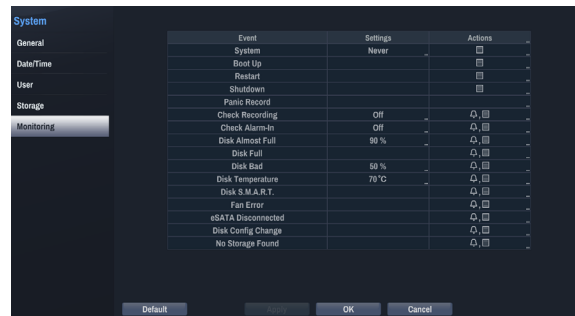 System
General
Date/Time
User
Storage
Monitoring
Event Settings Actions
System Never
Boot Up
Restart
Shutdown
Panic Record
Check Recording Off
Check Alarm-In Off
Disk Almost Full 90 %
Disk Full
Disk Bad 50 %
Disk Temperature 70°C
Disk S.M.A.R.T.
Fan Error
eSATA Disconnected
Disk Config Change
No Storage Found
Default Apply OK Cancel